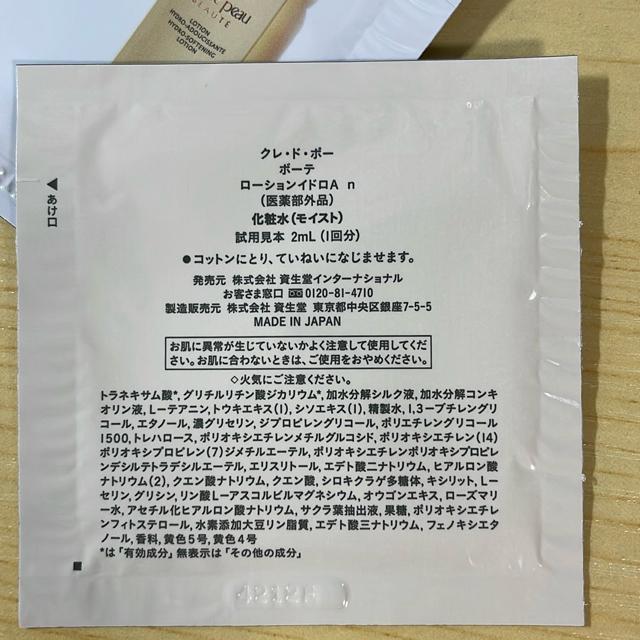 peau
BEAUTÉ
LOTION
HYDRO-ADOUCISSANTE
HYDRO-SOFTENING
LOTION
◀あけ口
クレ・ド・ポー
ボーテ
ローションイドロA n
(医薬部外品)
化粧水(モイスト)
試用見本 2mL (1回分)
●コットンにとり、ていねいになじませます。
発売元 株式会社 資生堂インターナショナル
お客さま窓口 0120-81-4710
製造販売元 株式会社 資生堂 東京都中央区銀座7-5-5
MADE IN JAPAN
お肌に異常が生じていないかよく注意して使用してくだ
さい。お肌に合わないときは、ご使用をおやめください。
◇火気にご注意ください。
トラネキサム酸*, グリチルリチン酸ジカリウム*, 加水分解シルク液, 加水分解コンキ
オリン液, L-テアニン, トウキエキス(1), シソエキス(1), 精製水, 1,3-ブチレングリ
コール, エタノール, 濃グリセリン, ジプロピレングリコール, ポリエチレングリコール
1500, トレハロース, ポリオキシエチレンメチルグルコシド, ポリオキシエチレン(14)
ポリオキシプロピレン(7)ジメチルエーテル, ポリオキシエチレンポリオキシプロピレ
ンデシルテトラデシルエーテル, エリスリトール, エデト酸二ナトリウム, ヒアルロン酸
ナトリウム(2), クエン酸ナトリウム, クエン酸, シロキクラゲ多糖体, キシリット, L-
セリン, グリシン, リン酸L-アスコルビルマグネシウム, オウゴンエキス, ローズマリ
ー水, アセチル化ヒアルロン酸ナトリウム, サクラ葉抽出液, 果糖, ポリオキシエチレ
ンフィトステロール, 水素添加大豆リン脂質, エデト酸三ナトリウム, フェノキシエタ
ノール, 香料, 黄色5号, 黄色4号
*は「有効成分」無表示は「その他の成分」